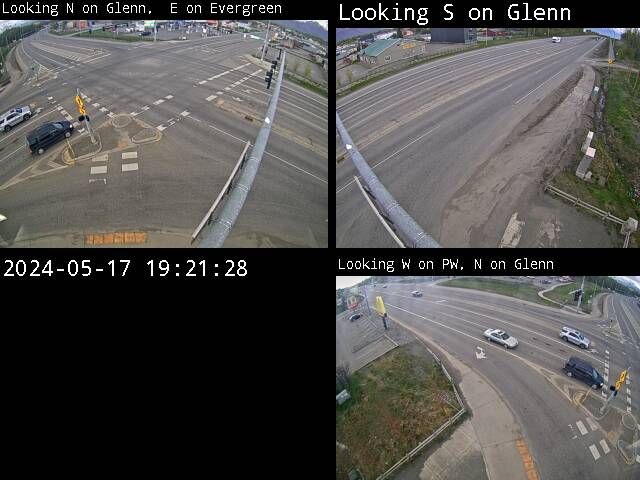 Looking N on Glenn,  E on Evergreen
Looking S on Glenn
2024-05-17 19:21:28
Looking W on PW, N on Glenn